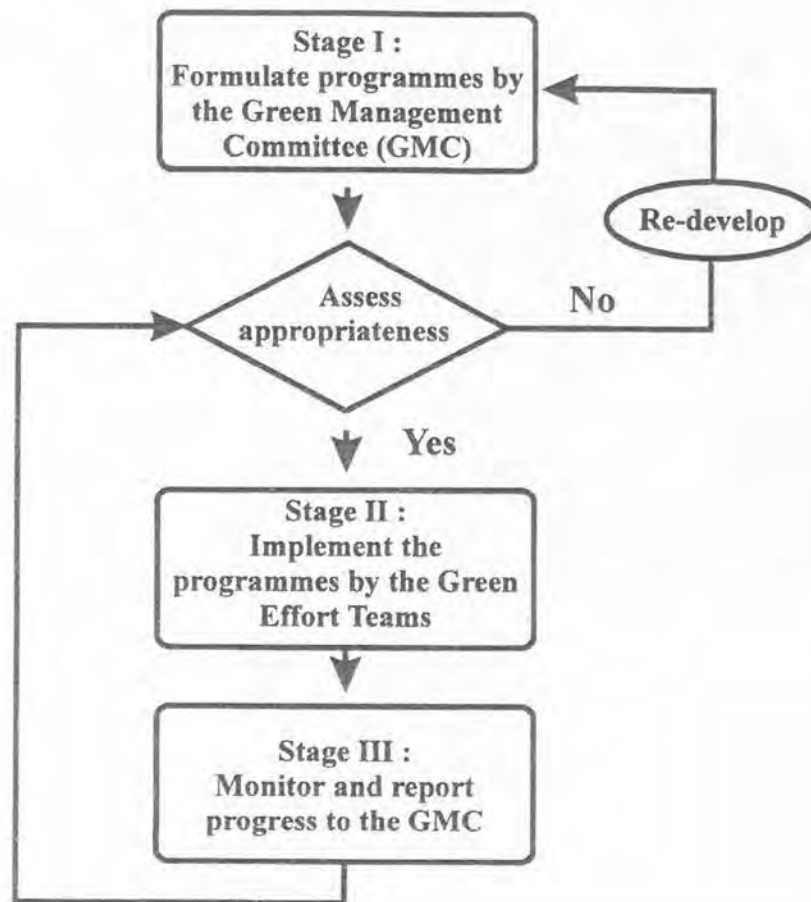 Stage I :
Formulate programmes by
the Green Management
Committee (GMC)
Re-develop
Assess
appropriateness
No
Yes
Stage II :
Implement the
programmes by the Green
Effort Teams
Stage III :
Monitor and report
progress to the GMC